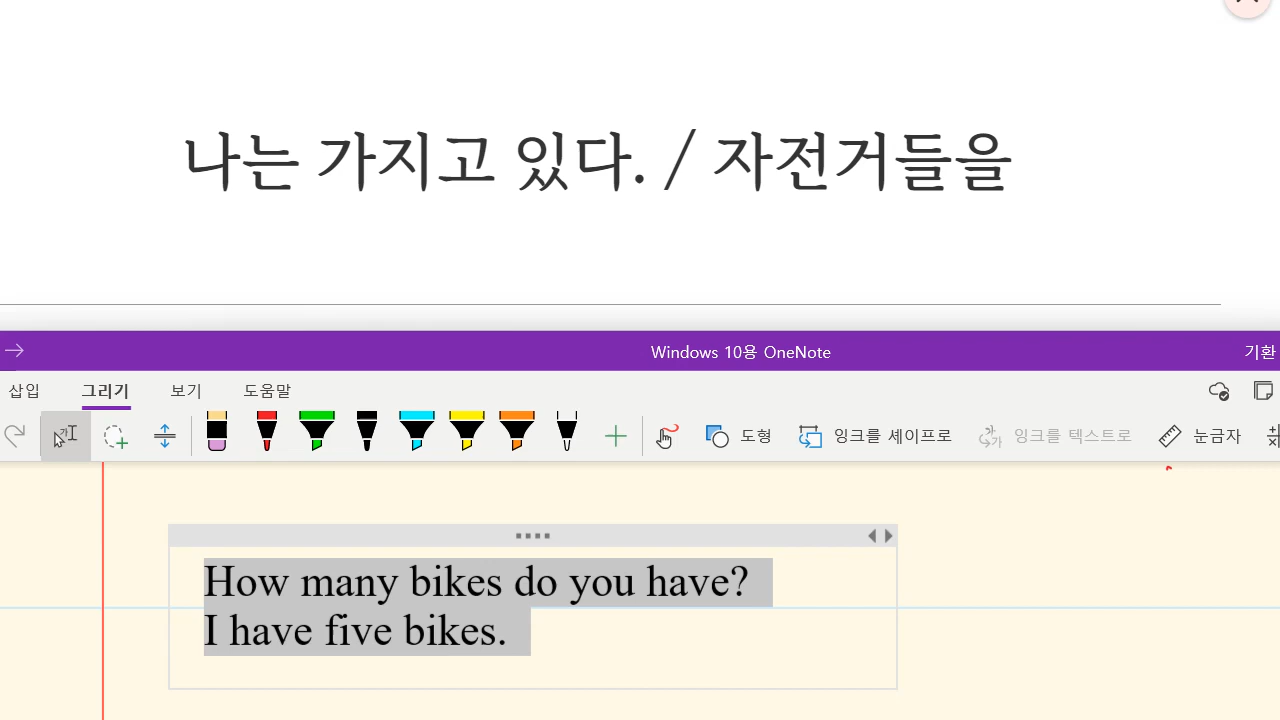 나는 가지고 있다. / 자전거들을
Windows 10용 OneNote
기환
삽입 그리기 보기 도움말
도형 잉크를 셰이프로 잉크를 텍스트로 눈금자
How many bikes do you have?
I have five bikes.